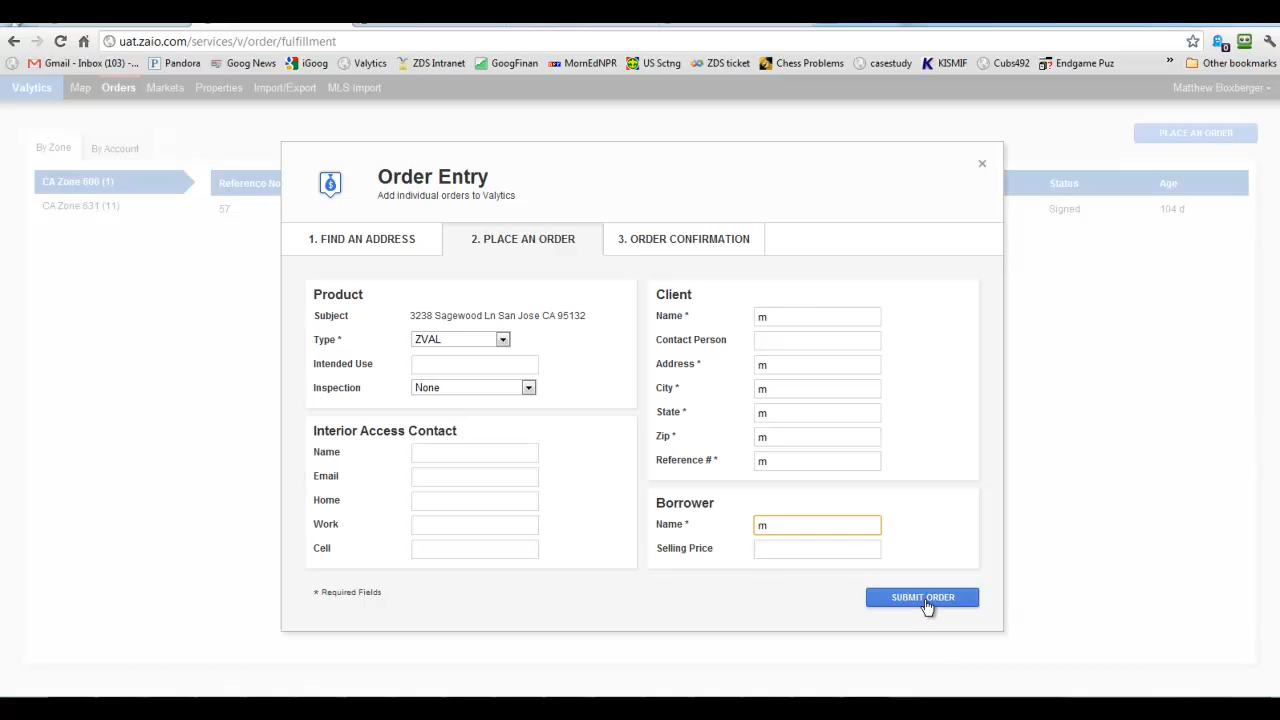 uat.zaio.com/services/v/order/fulfillment
Gmail - Inbox (103) -... Pandora Goog News iGoog Valytics ZDS Intranet GoogFinan MornEdNPR US Sctng ZDS ticket Chess Problems casestudy KISMIF Cubs492 Endgame Puz » Other bookmarks
Valytics Map Orders Markets Properties Import/Export MLS Import Matthew Boxberger
PLACE AN ORDER
By Zone By Account
CA Zone 606 (1) Reference No Status Age
CA Zone 631 (11) 57 Signed 104 d
Order Entry
Add individual orders to Valytics
×
1. FIND AN ADDRESS 2. PLACE AN ORDER 3. ORDER CONFIRMATION
Product
Subject 3238 Sagewood Ln San Jose CA 95132
Type * ZVAL
Intended Use
Inspection None
Interior Access Contact
Name
Email
Home
Work
Cell
* Required Fields
Client
Name * m
Contact Person
Address * m
City * m
State * m
Zip * m
Reference # * m
Borrower
Name * m
Selling Price
SUBMIT ORDER